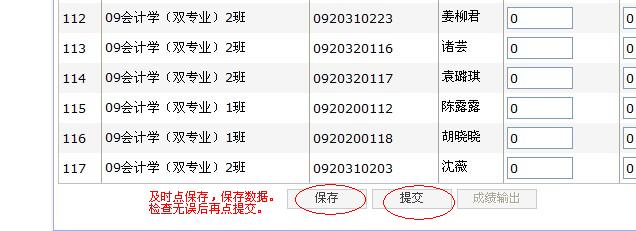 112 09会计学（双专业）2班 0920310223 姜柳君 0 0
113 09会计学（双专业）2班 0920320116 诸芸 0 0
114 09会计学（双专业）2班 0920320117 袁璐琪 0 0
115 09会计学（双专业）1班 0920200112 陈露露 0 0
116 09会计学（双专业）1班 0920200118 胡晓晓 0 0
117 09会计学（双专业）2班 0920310203 沈薇 0 0
及时点保存，保存数据。 保存 提交 成绩输出
检查无误后再点提交。